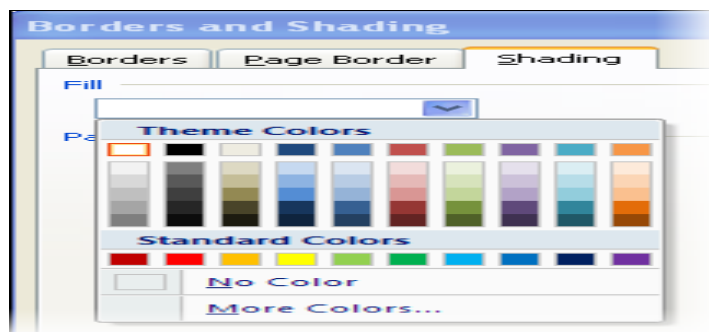 Borders and Shading
Borders Page Border Shading
Fill
Theme Colors
Standard Colors
No Color
More Colors...